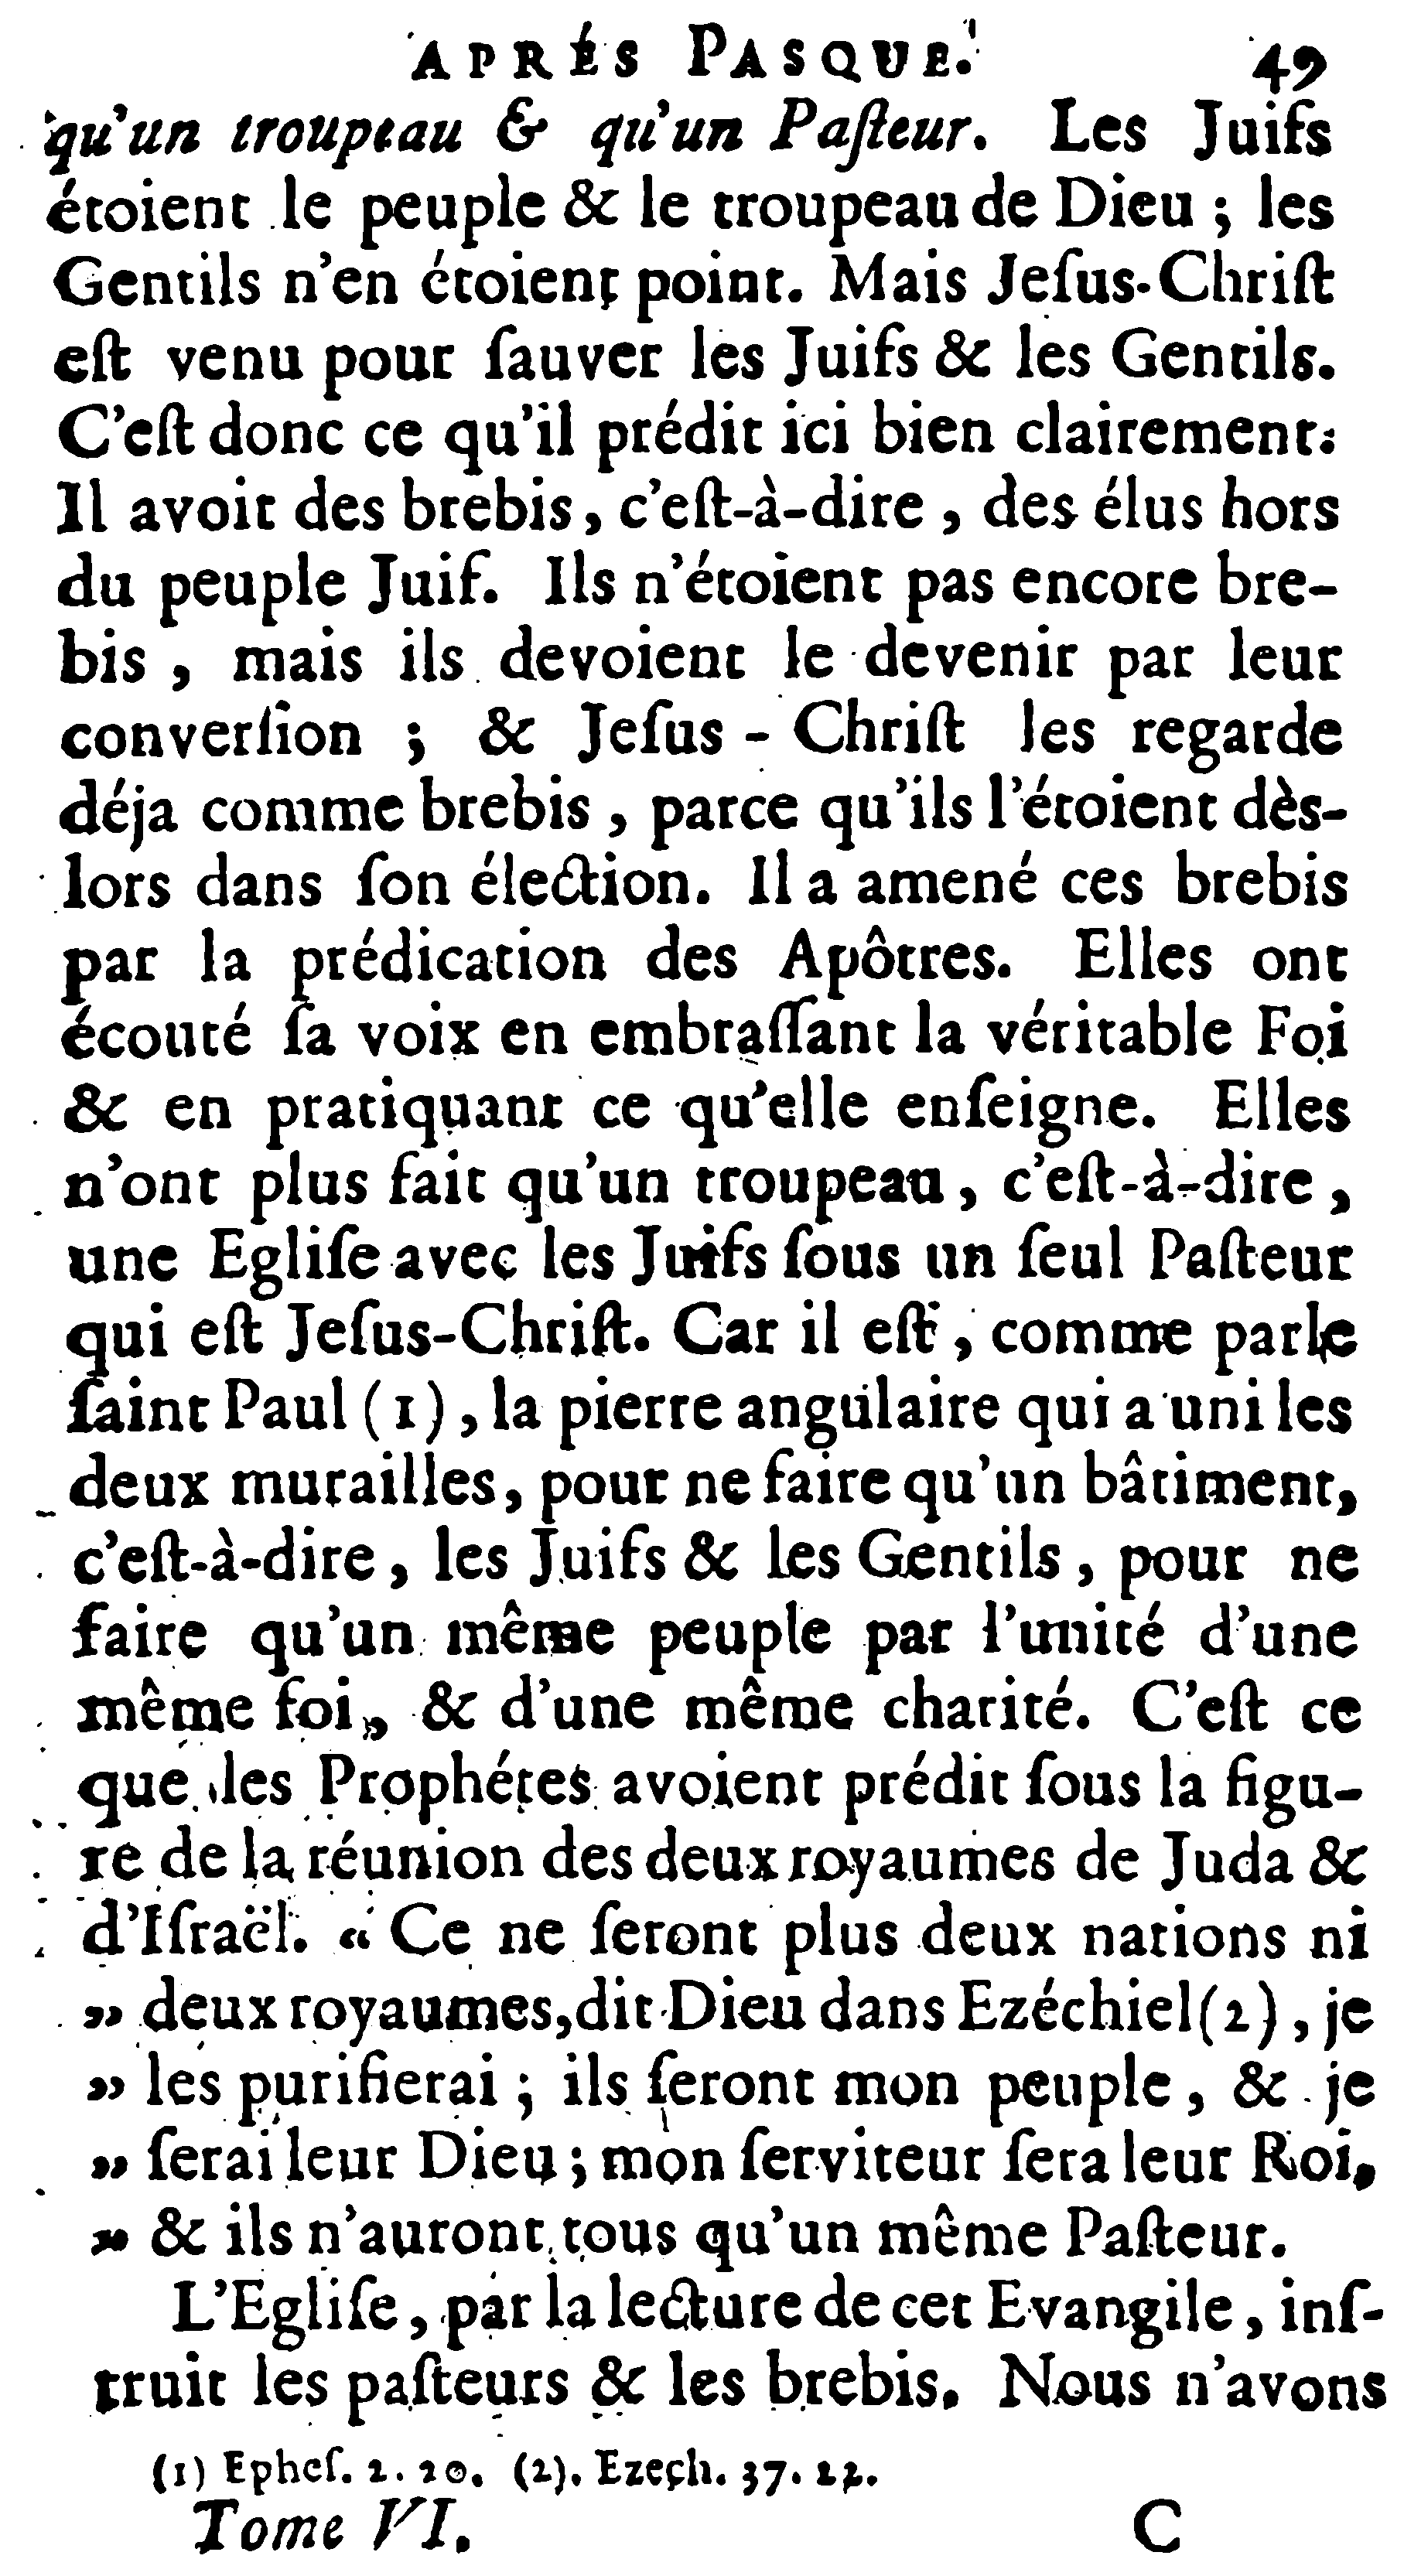 APRÉS PASQUE. 49
qu'un troupeau & qu'un Paſteur. Les Juifs
étoient le peuple & le troupeau de Dieu ; les
Gentils n'en étoient point. Mais Jeſus-Chriſt
eſt venu pour ſauver les Juifs & les Gentils.
C'eſt donc ce qu'il prédit ici bien clairement.
Il avoit des brebis, c'eſt-à-dire, des élus hors
du peuple Juif. Ils n'étoient pas encore bre-
bis, mais ils devoient le devenir par leur
converſion ; & Jeſus-Chriſt les regarde
déja comme brebis, parce qu'ils l'étoient dès-
lors dans ſon élection. Il a amené ces brebis
par la prédication des Apôtres. Elles ont
écouté ſa voix en embraſſant la véritable Foi
& en pratiquant ce qu'elle enſeigne. Elles
n'ont plus fait qu'un troupeau, c'eſt-à-dire,
une Egliſe avec les Juifs ſous un ſeul Paſteur
qui eſt Jeſus-Chriſt. Car il eſt, comme parle
ſaint Paul (1), la pierre angulaire qui a uni les
deux murailles, pour ne faire qu'un bâtiment,
c'eſt-à-dire, les Juifs & les Gentils, pour ne
faire qu'un même peuple par l'unité d'une
même foi, & d'une même charité. C'eſt ce
que les Prophétes avoient prédit ſous la figu-
re de la réunion des deux royaumes de Juda &
d'Iſraël. « Ce ne ſeront plus deux nations ni
» deux royaumes, dit Dieu dans Ezéchiel (2), je
» les purifierai ; ils ſeront mon peuple, & je
» ſerai leur Dieu ; mon ſerviteur ſera leur Roi,
» & ils n'auront tous qu'un même Paſteur.
L'Egliſe, par la lecture de cet Evangile, inſ-
truit les paſteurs & les brebis. Nous n'avons
(1) Epheſ. 2. 20. (2). Ezech. 37. 22.
Tome VI. C